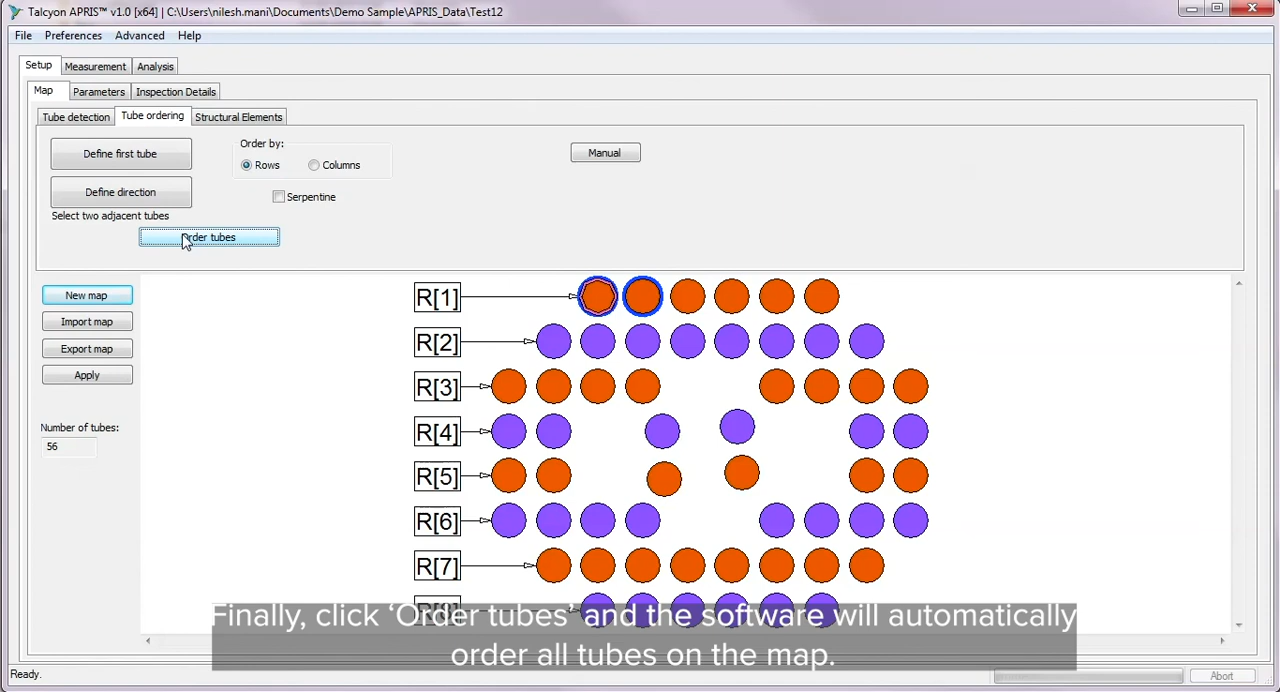 Talcyon APRIS™ v1.0 [x64] | C:\Users\nilesh.mani\Documents\Demo Sample\APRIS_Data\Test12
File Preferences Advanced Help
Setup Measurement Analysis
Map Parameters Inspection Details
Tube detection Tube ordering Structural Elements
Define first tube
Order by:
Rows Columns
Manual
Define direction
Serpentine
Select two adjacent tubes
Order tubes
New map
Import map
Export map
Apply
Number of tubes:
56
R[1]
R[2]
R[3]
R[4]
R[5]
R[6]
R[7]
R[8]
Finally, click ‘Order tubes’ and the software will automatically
order all tubes on the map.
Ready.
Abort